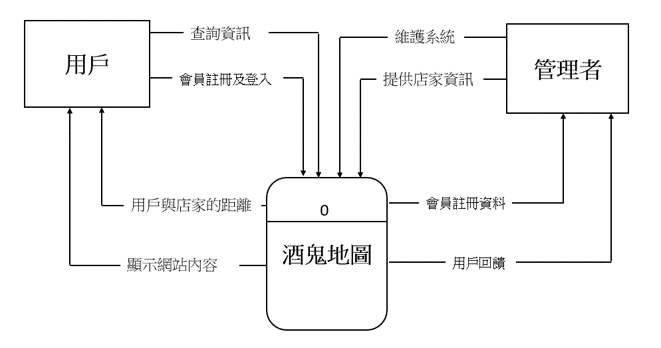 查詢資訊
維護系統
用戶
管理者
會員註冊及登入
提供店家資訊
用戶與店家的距離
0
會員註冊資料
酒鬼地圖
顯示網站內容
用戶回饋